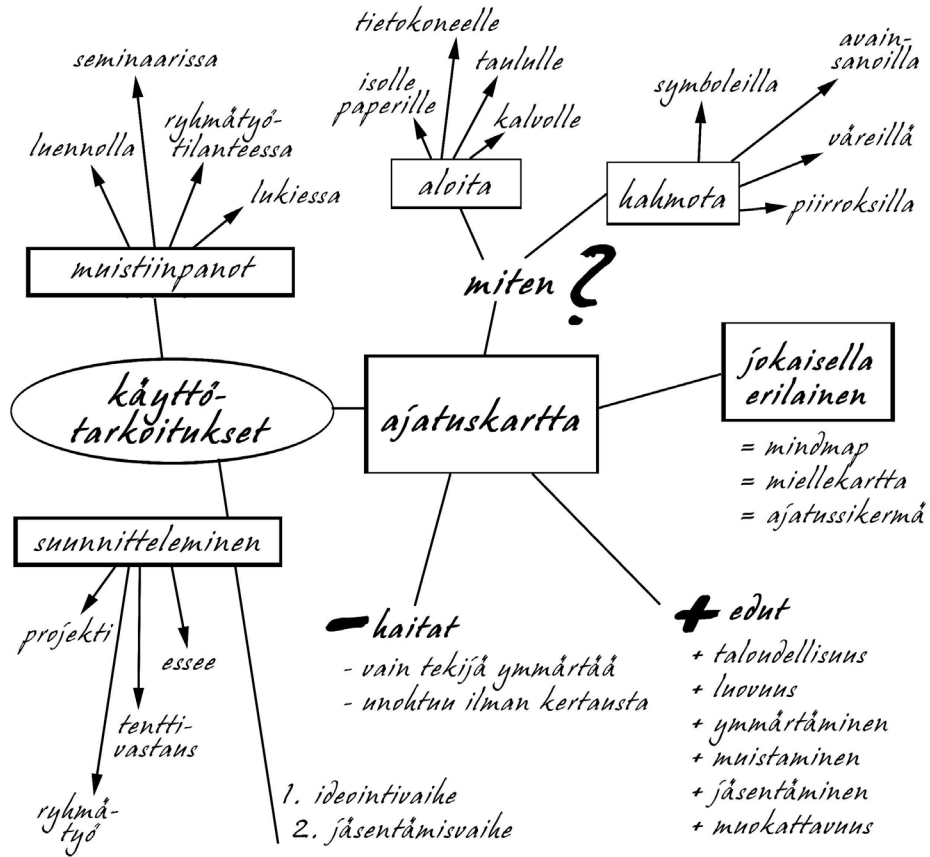 seminaarissa
luennolla
ryhmätyö-
tilanteessa
lukiessa
muistiinpanot
tietokoneelle
isolle
paperille
taululle
kalvolle
aloita
symboleilla
avain-
sanoilla
väreillä
piirroksilla
hahmota
miten ?
käyttö-
tarkoitukset
ajatuskartta
jokaisella
erilainen
= mindmap
= miellekartta
= ajatussikermä
suunnitteleminen
projekti
essee
tentti-
vastaus
ryhmä-
työ
1. ideointivaihe
2. jäsentämisvaihe
- haitat
- vain tekijä ymmärtää
- unohtuu ilman kertausta
+ edut
+ taloudellisuus
+ luovuus
+ ymmärtäminen
+ muistaminen
+ jäsentäminen
+ muokattavuus